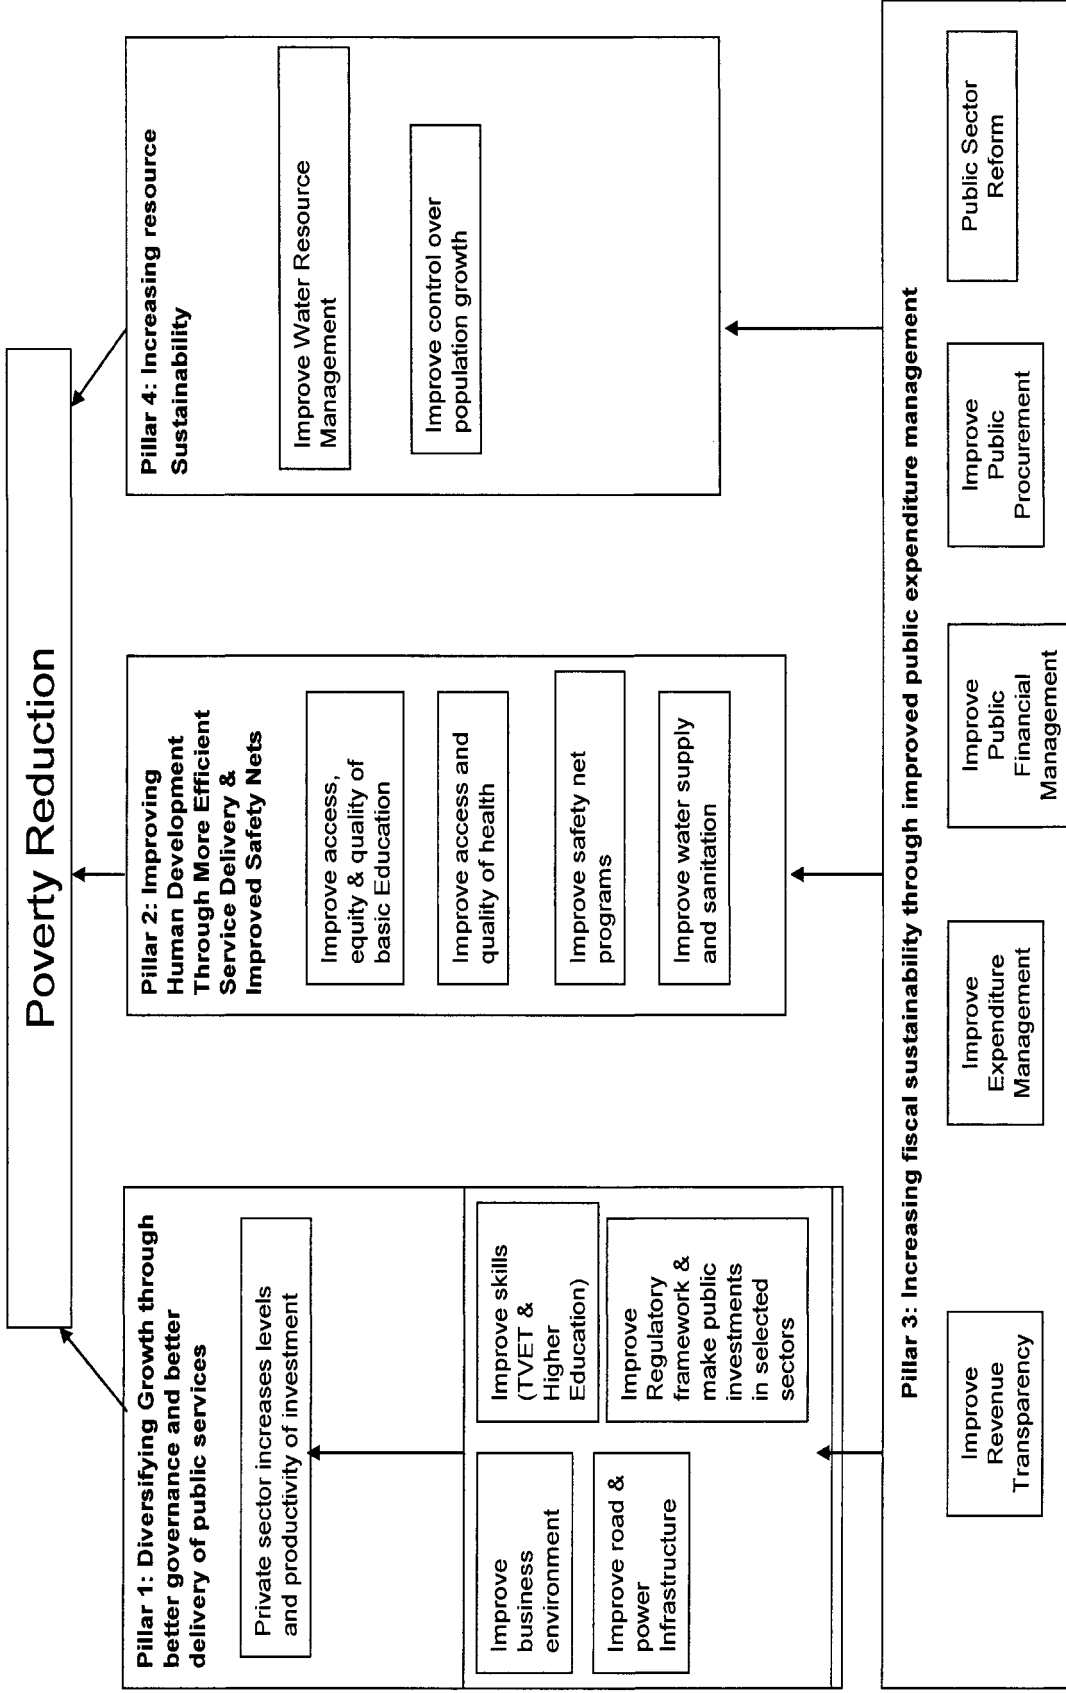 Poverty Reduction
Pillar 1: Diversifying Growth through
better governance and better
delivery of public services
Private sector increases levels
and productivity of investment
Improve
business
environment
Improve skills
(TVET &
Higher
Education)
Improve road &
power
Infrastructure
Improve
Regulatory
framework &
make public
investments
in selected
sectors
Pillar 2: Improving
Human Development
Through More Efficient
Service Delivery &
Improved Safety Nets
Improve access,
equity & quality of
basic Education
Improve access and
quality of health
Improve safety net
programs
Improve water supply
and sanitation
Pillar 4: Increasing resource
Sustainability
Improve Water Resource
Management
Improve control over
population growth
Pillar 3: Increasing fiscal sustainability through improved public expenditure management
Improve
Revenue
Transparency
Improve
Expenditure
Management
Improve
Public
Financial
Management
Improve
Public
Procurement
Public Sector
Reform